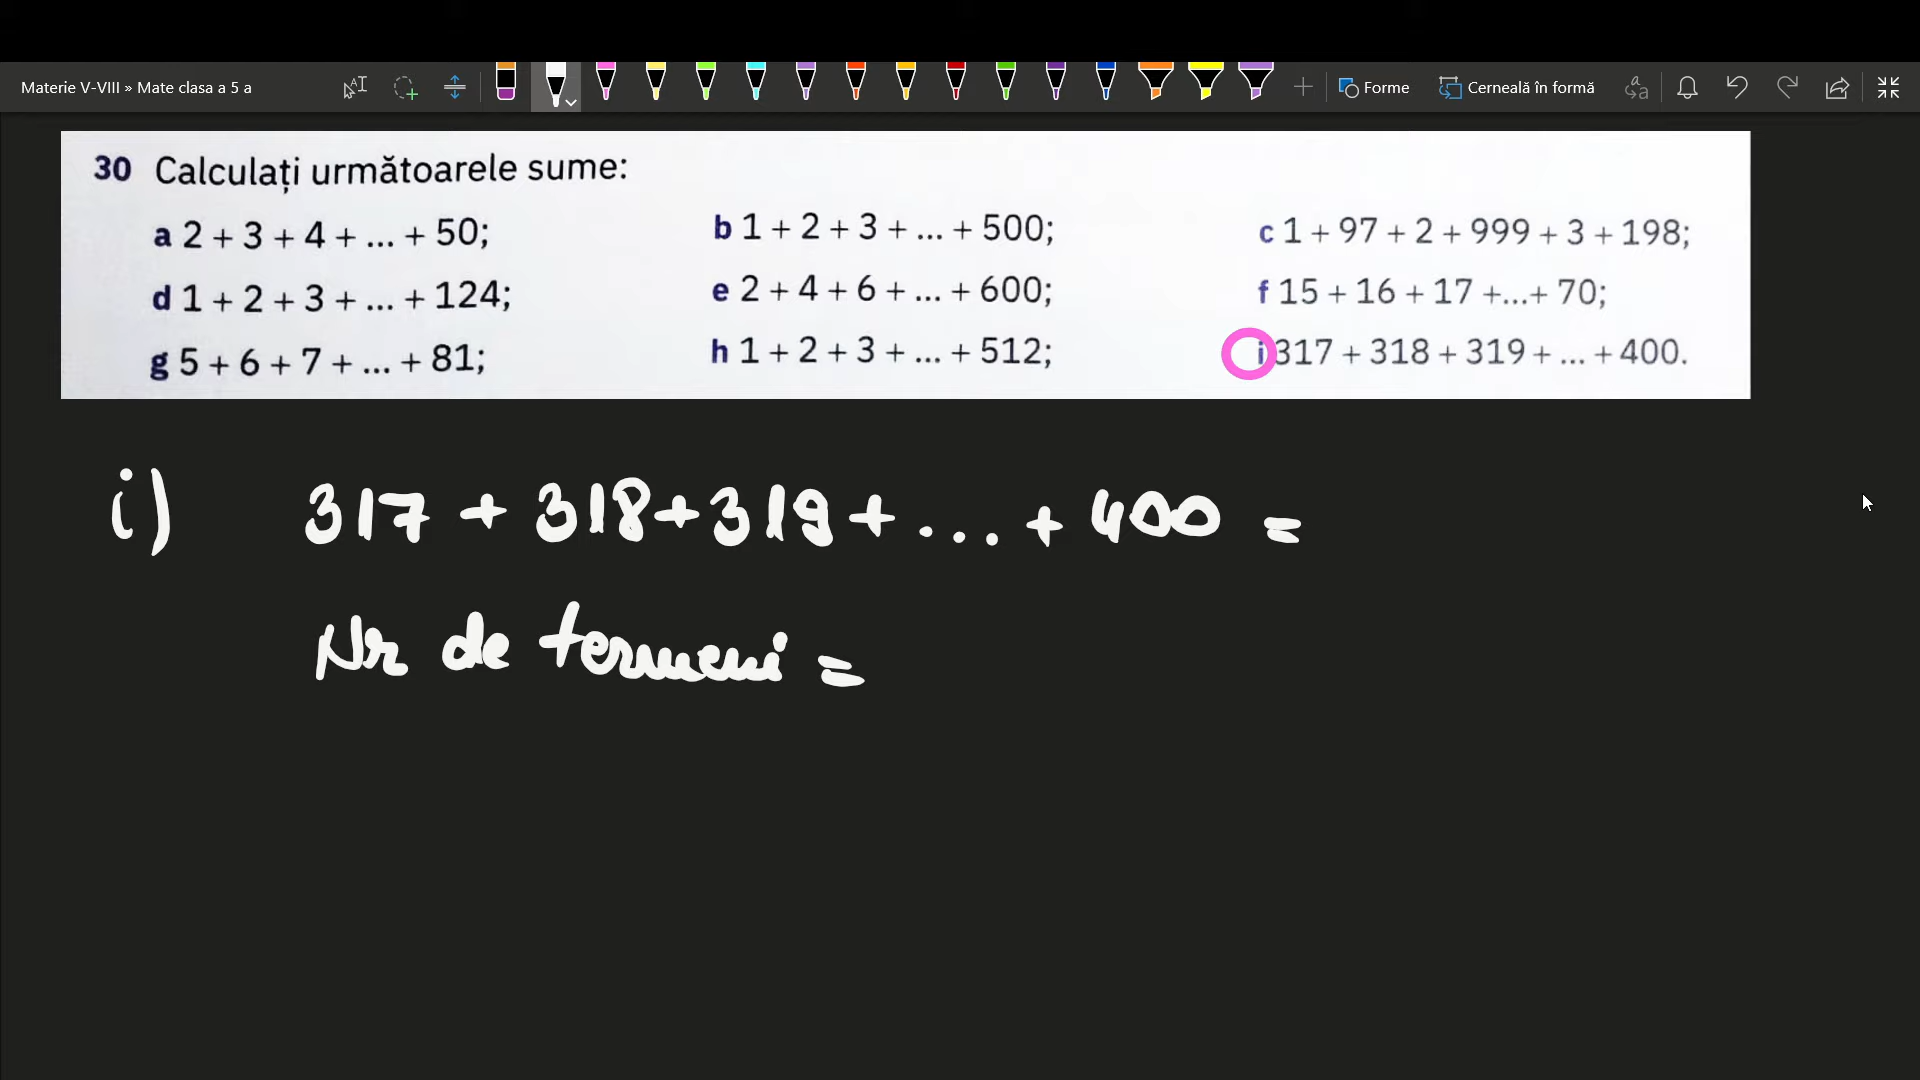 Materie V-VIII » Mate clasa a 5 a
Forme
Cerneală în formă
30 Calculați următoarele sume:
a 2 + 3 + 4 + ... + 50; b 1 + 2 + 3 + ... + 500; c 1 + 97 + 2 + 999 + 3 + 198;
d 1 + 2 + 3 + ... + 124; e 2 + 4 + 6 + ... + 600; f 15 + 16 + 17 +...+ 70;
g 5 + 6 + 7 + ... + 81; h 1 + 2 + 3 + ... + 512; i 317 + 318 + 319 + ... + 400.
i) 317 + 318 + 319 + ... + 400 =
Nr de termeni =